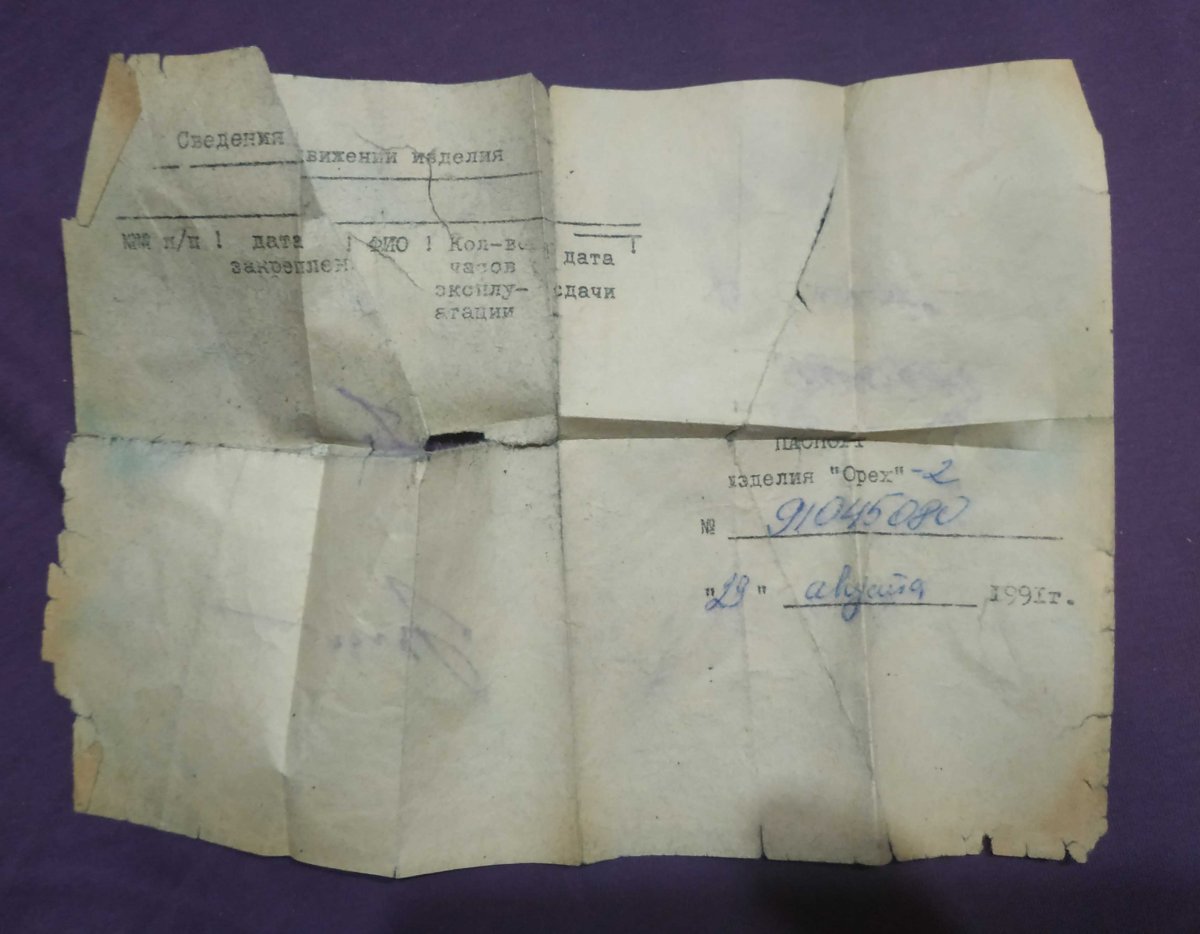 Сведения
движении изделия
№№ п/п ! дата ! ФИО ! Кол-во дата !
закреплен часов
эксплу- сдачи
атации
ПАСПОРТ
изделия "Орех"-2
№ 91045080
"29" августа 1991г.